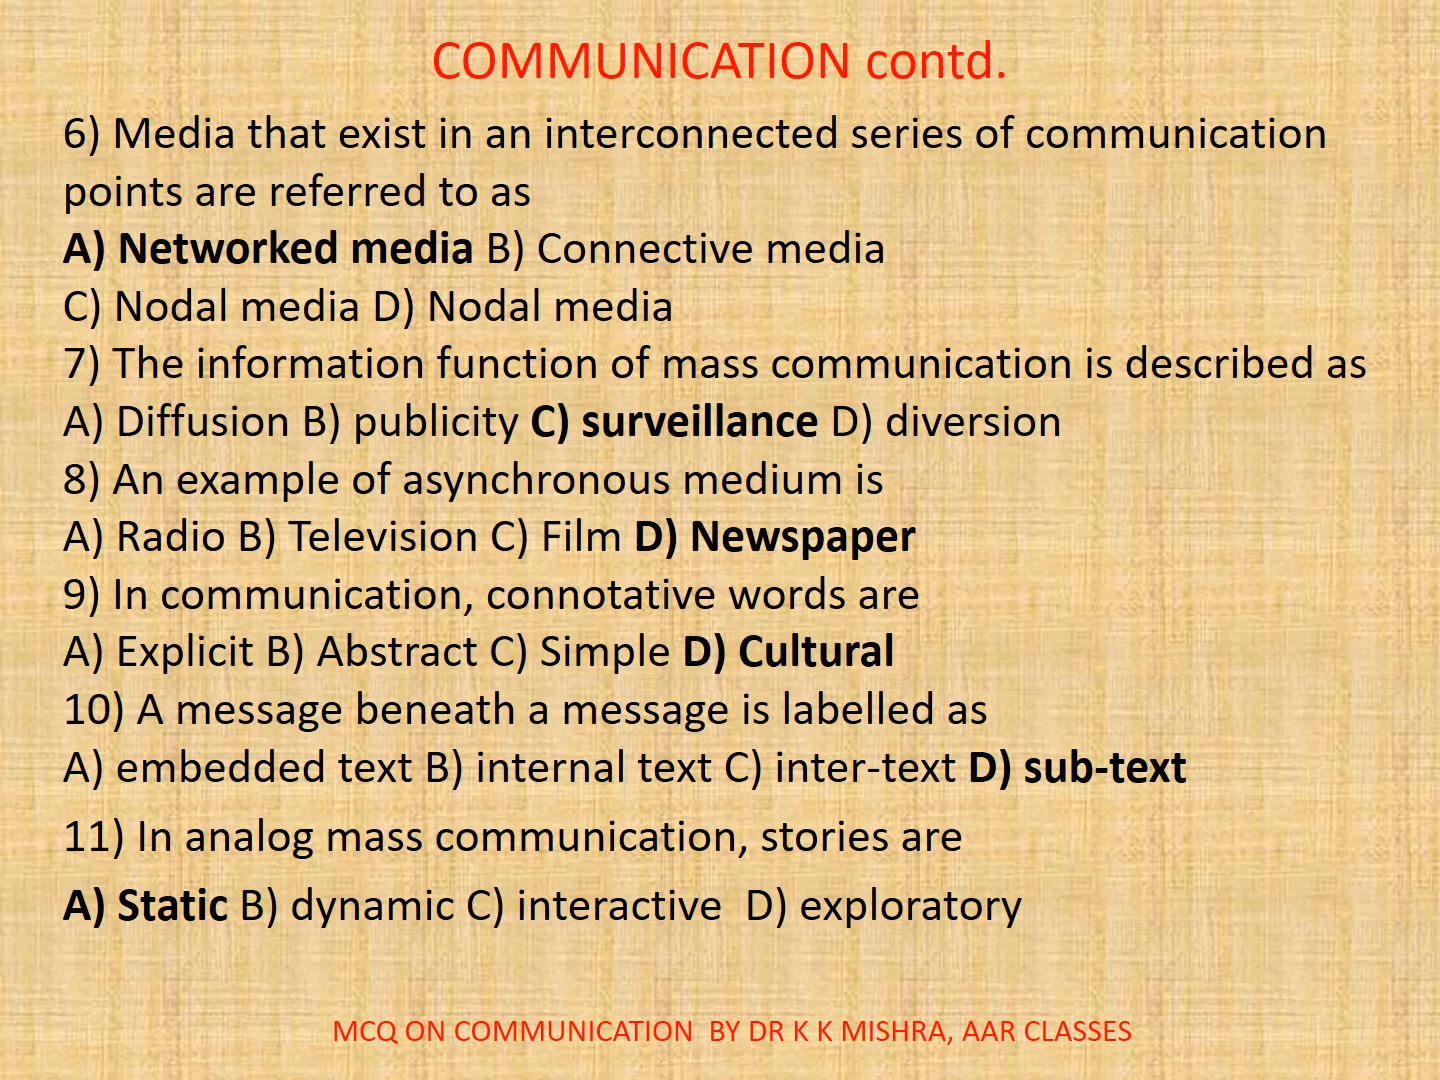 COMMUNICATION contd.
6) Media that exist in an interconnected series of communication
points are referred to as
A) Networked media B) Connective media
C) Nodal media D) Nodal media
7) The information function of mass communication is described as
A) Diffusion B) publicity C) surveillance D) diversion
8) An example of asynchronous medium is
A) Radio B) Television C) Film D) Newspaper
9) In communication, connotative words are
A) Explicit B) Abstract C) Simple D) Cultural
10) A message beneath a message is labelled as
A) embedded text B) internal text C) inter-text D) sub-text
11) In analog mass communication, stories are
A) Static B) dynamic C) interactive  D) exploratory
MCQ ON COMMUNICATION  BY DR K K MISHRA, AAR CLASSES